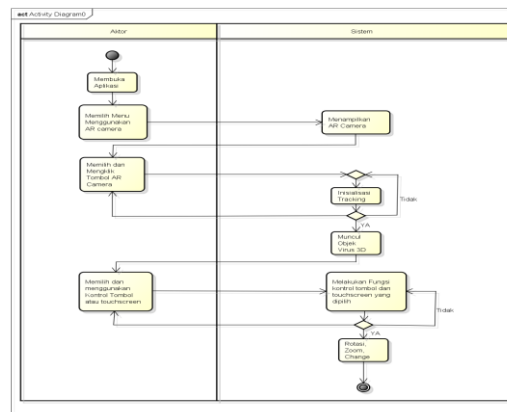 act Activity Diagram0
Aktor
Sistem
Membuka
Aplikasi
Memilih Menu
Menggunakan
AR camera
Menampilkan
AR Camera
Memilih dan
Mengklik
Tombol AR
Camera
Inisialisasi
Tracking
Tidak
YA
Muncul
Objek
Virus 3D
Memilih dan
menggunakan
Kontrol Tombol
atau touchscreen
Melakukan Fungsi
kontrol tombol dan
touchscreen yang
dipilih
Tidak
YA
Rotasi,
Zoom,
Change